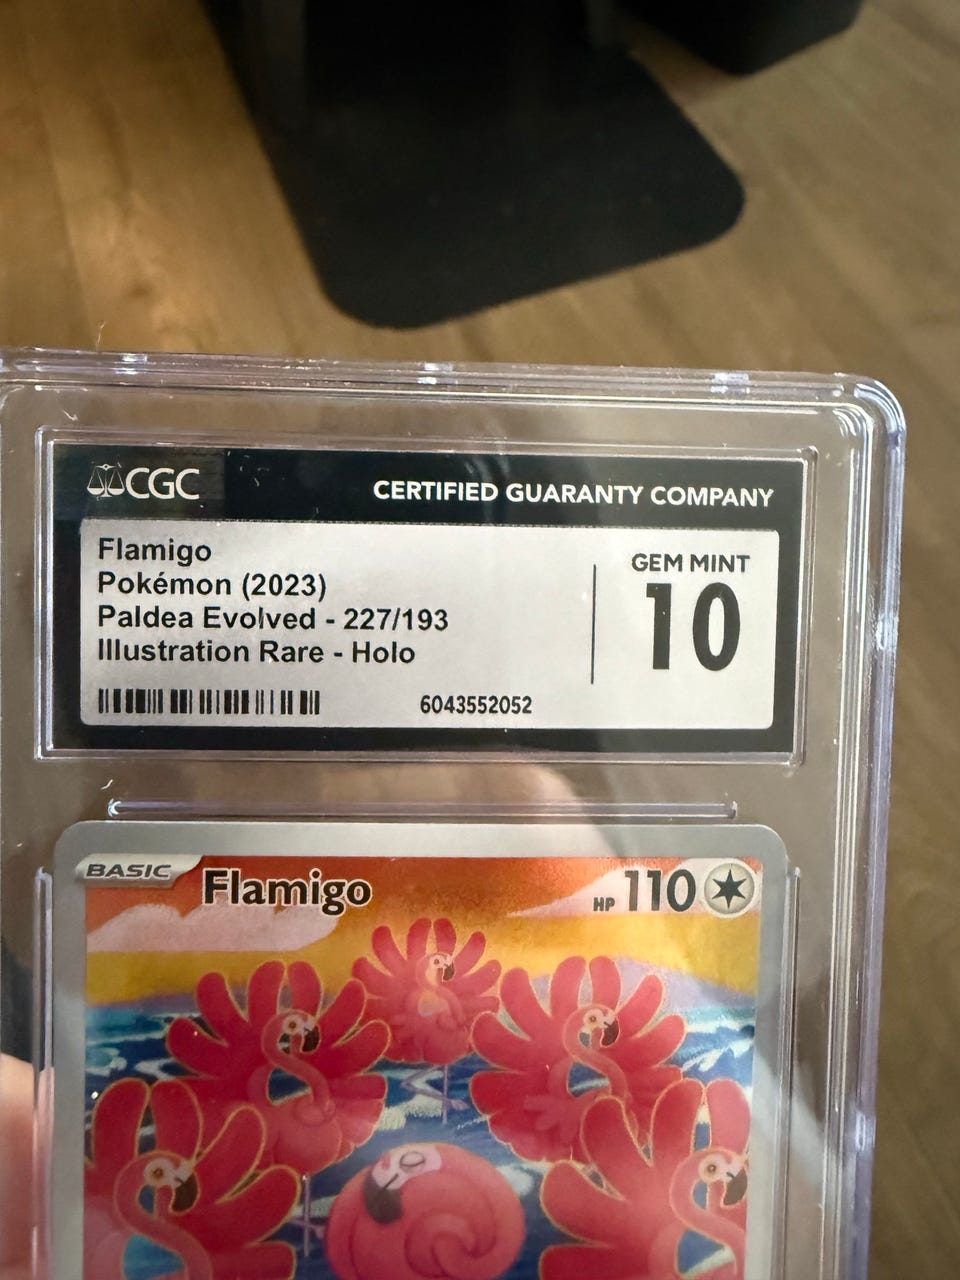 CGC
CERTIFIED GUARANTY COMPANY
Flamigo
Pokémon (2023)
Paldea Evolved - 227/193
Illustration Rare - Holo
6043552052
GEM MINT
10
BASIC
Flamigo
HP 110